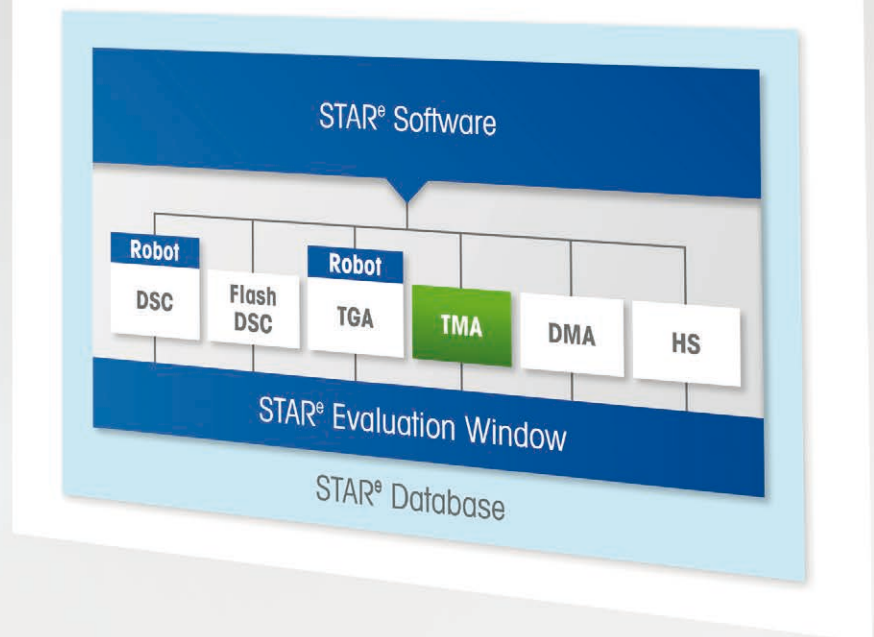 STARᵉ Software
Robot
DSC
Flash
DSC
Robot
TGA
TMA
DMA
HS
STARᵉ Evaluation Window
STARᵉ Database